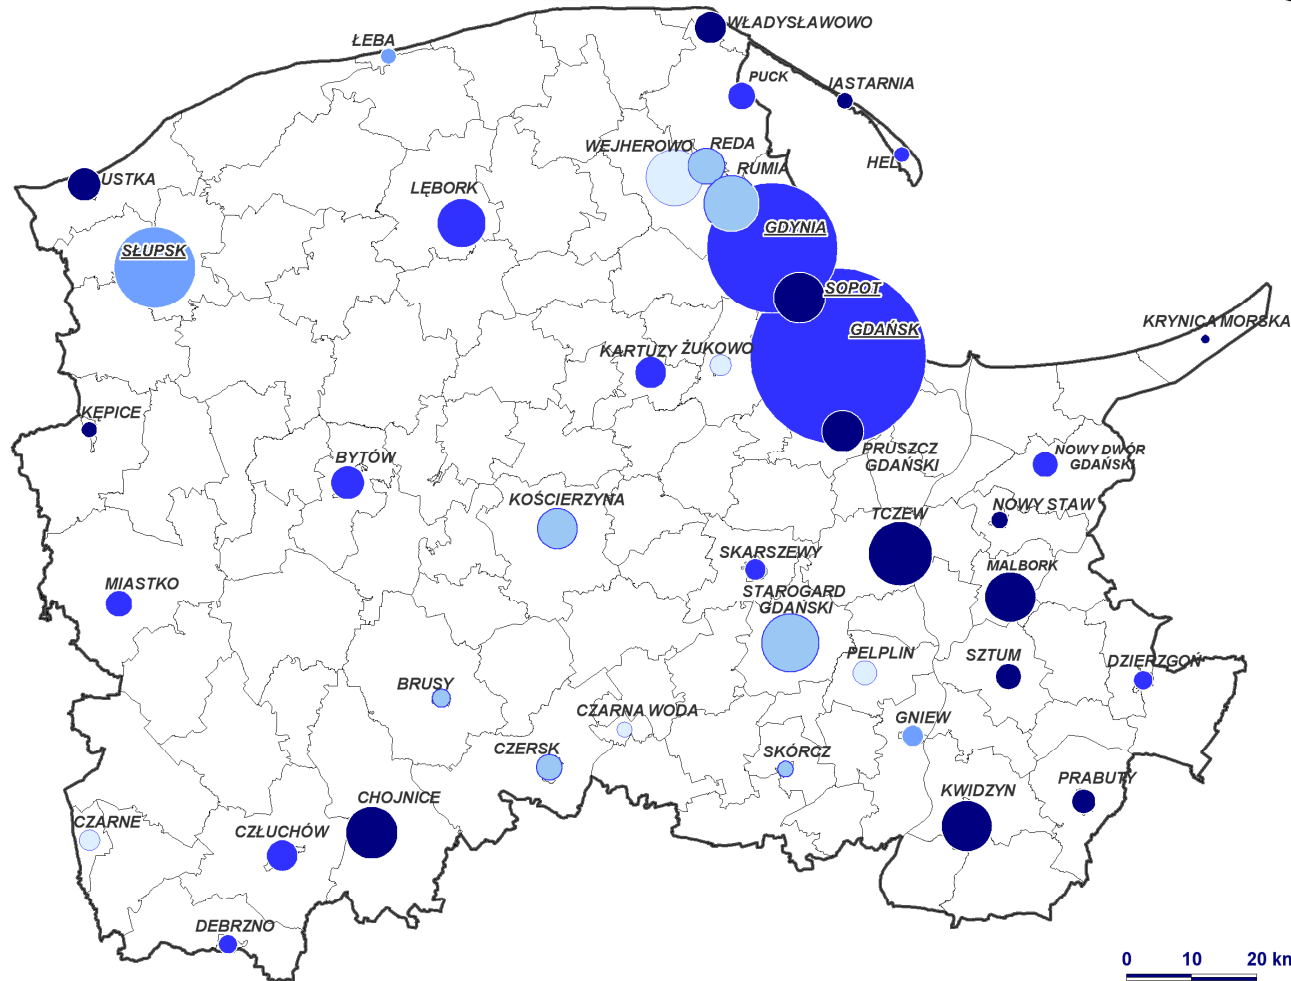 WŁADYSŁAWOWO
ŁEBA
PUCK
JASTARNIA
WEJHEROWO
REDA
HEL
RUMIA
USTKA
LĘBORK
SŁUPSK
GDYNIA
SOPOT
GDAŃSK
KRYNICA MORSKA
KARTUZY
ŻUKOWO
KĘPICE
BYTÓW
PRUSZCZ
GDAŃSKI
NOWY DWÓR
GDAŃSKI
KOŚCIERZYNA
TCZEW
NOWY STAW
SKARSZEWY
MALBORK
MIASTKO
STAROGARD
GDAŃSKI
PELPLIN
SZTUM
DZIERZGOŃ
BRUSY
CZARNA WODA
GNIEW
CZERSK
SKÓRCZ
PRABUTY
CHOJNICE
KWIDZYN
CZARNE
CZŁUCHÓW
DEBRZNO
0 10 20 km